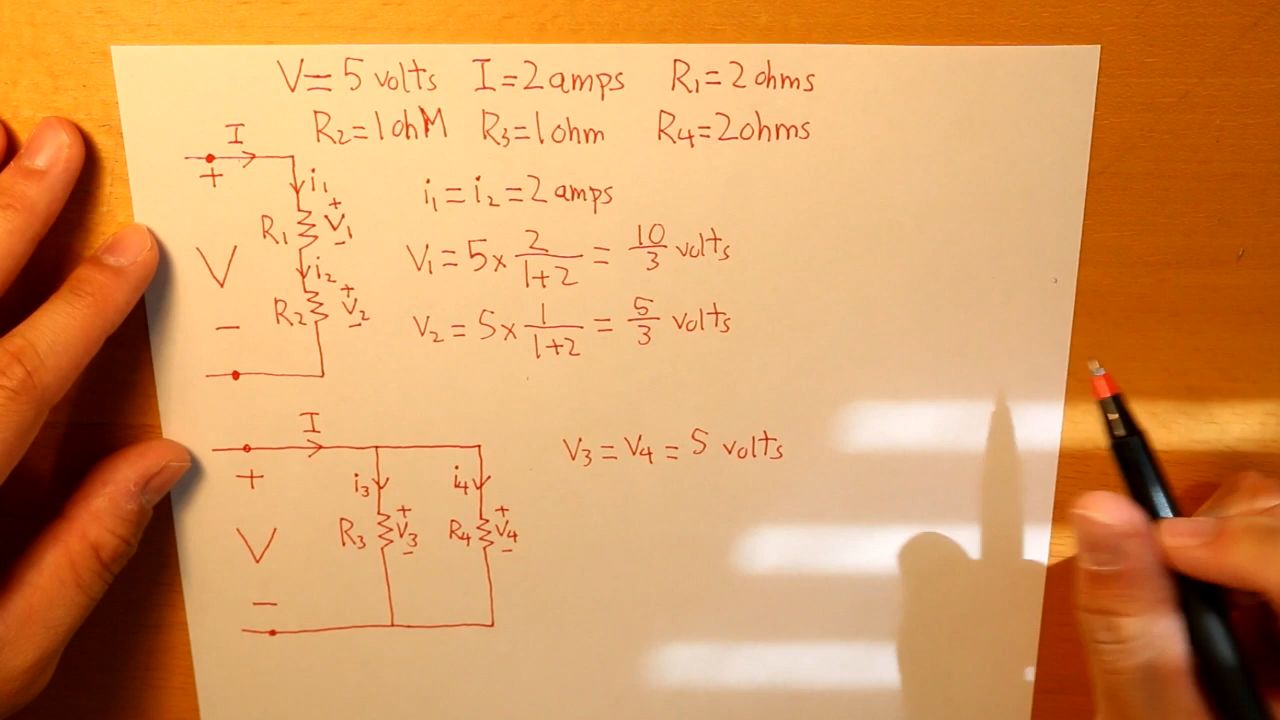 V = 5 volts I = 2 amps R₁ = 2 ohms
R₂ = 1 ohM R₃ = 1 ohm R₄ = 2 ohms
I
+
i₁
R₁ + V₁ −
V
i₂
R₂ + V₂ −
−
i₁ = i₂ = 2 amps
V₁ = 5 × 2/(1+2) = 10/3 volts
V₂ = 5 × 1/(1+2) = 5/3 volts
I
+
i₃ i₄
V R₃ + V₃ − R₄ + V₄ −
−
V₃ = V₄ = 5 volts